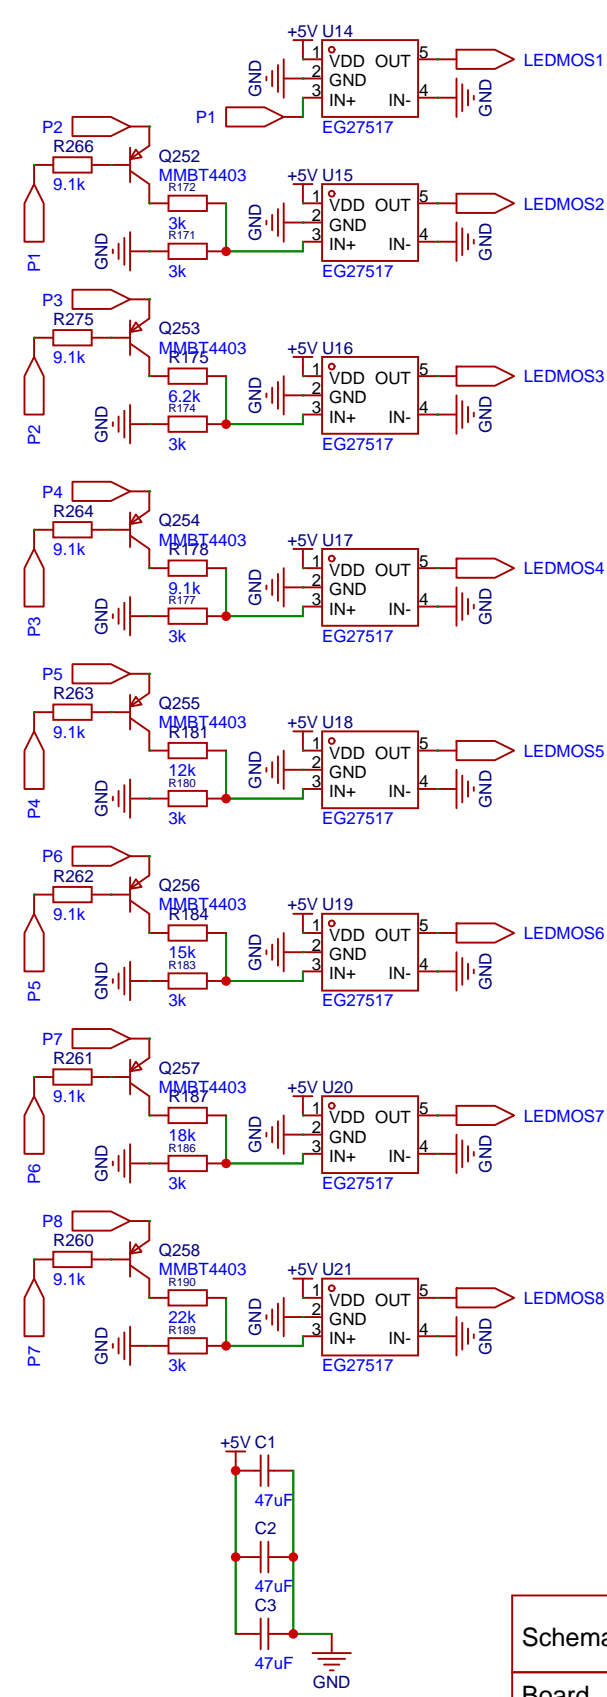 +5V U14
1 VDD OUT 5 LEDMOS1
GND 2 GND
P1 3 IN+ IN- 4 GND
EG27517
P2
R266
9.1k
P1
Q252
MMBT4403
R172
3k
R171
3k
GND
+5V U15
1 VDD OUT 5 LEDMOS2
GND 2 GND
3 IN+ IN- 4 GND
EG27517
P3
R275
9.1k
P2
Q253
MMBT4403
R175
6.2k
R174
3k
GND
+5V U16
1 VDD OUT 5 LEDMOS3
GND 2 GND
3 IN+ IN- 4 GND
EG27517
P4
R264
9.1k
P3
Q254
MMBT4403
R178
9.1k
R177
3k
GND
+5V U17
1 VDD OUT 5 LEDMOS4
GND 2 GND
3 IN+ IN- 4 GND
EG27517
P5
R263
9.1k
P4
Q255
MMBT4403
R181
12k
R180
3k
GND
+5V U18
1 VDD OUT 5 LEDMOS5
GND 2 GND
3 IN+ IN- 4 GND
EG27517
P6
R262
9.1k
P5
Q256
MMBT4403
R184
15k
R183
3k
GND
+5V U19
1 VDD OUT 5 LEDMOS6
GND 2 GND
3 IN+ IN- 4 GND
EG27517
P7
R261
9.1k
P6
Q257
MMBT4403
R187
18k
R186
3k
GND
+5V U20
1 VDD OUT 5 LEDMOS7
GND 2 GND
3 IN+ IN- 4 GND
EG27517
P8
R260
9.1k
P7
Q258
MMBT4403
R190
22k
R189
3k
GND
+5V U21
1 VDD OUT 5 LEDMOS8
GND 2 GND
3 IN+ IN- 4 GND
EG27517
+5V C1
47uF
C2
47uF
C3
47uF
GND
Schema
Board